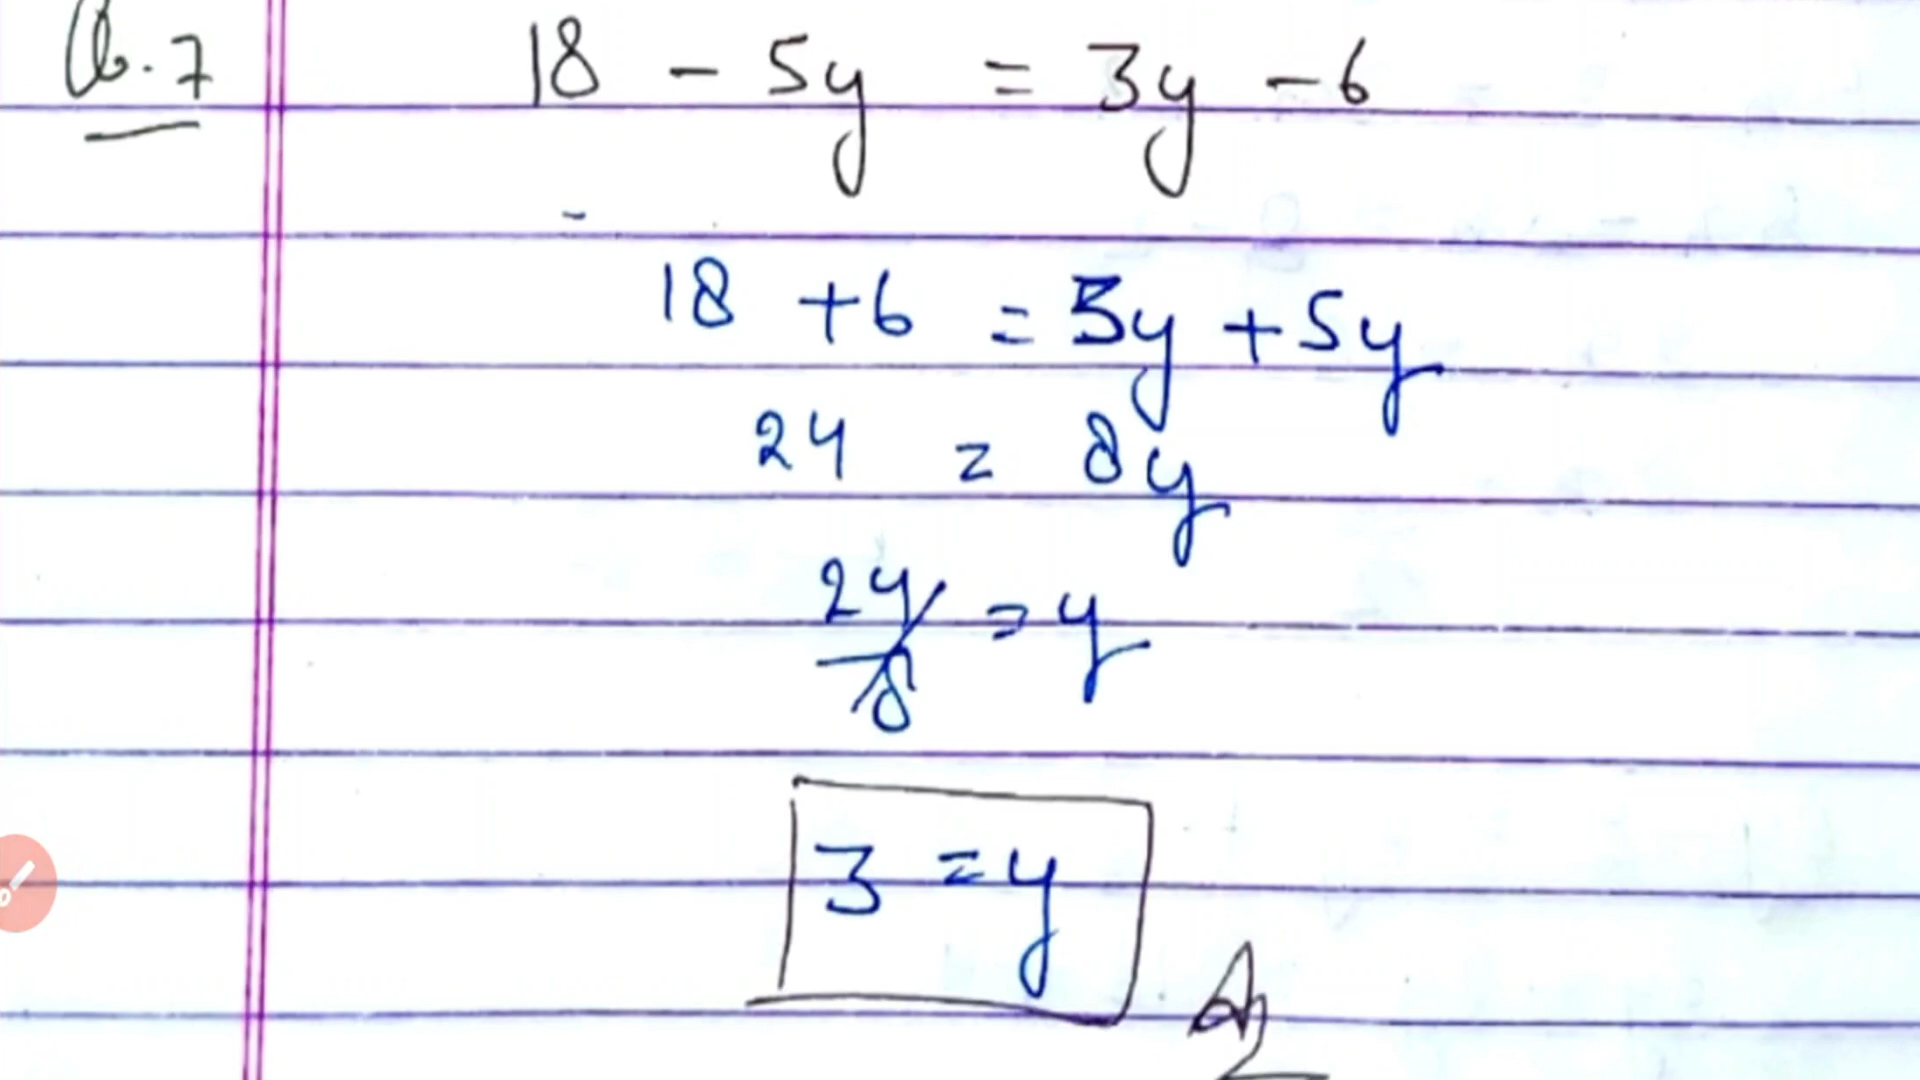 Q.7 18 - 5y = 3y - 6
18 + 6 = 3y + 5y
24 = 8y
24/8 = y
3 = y